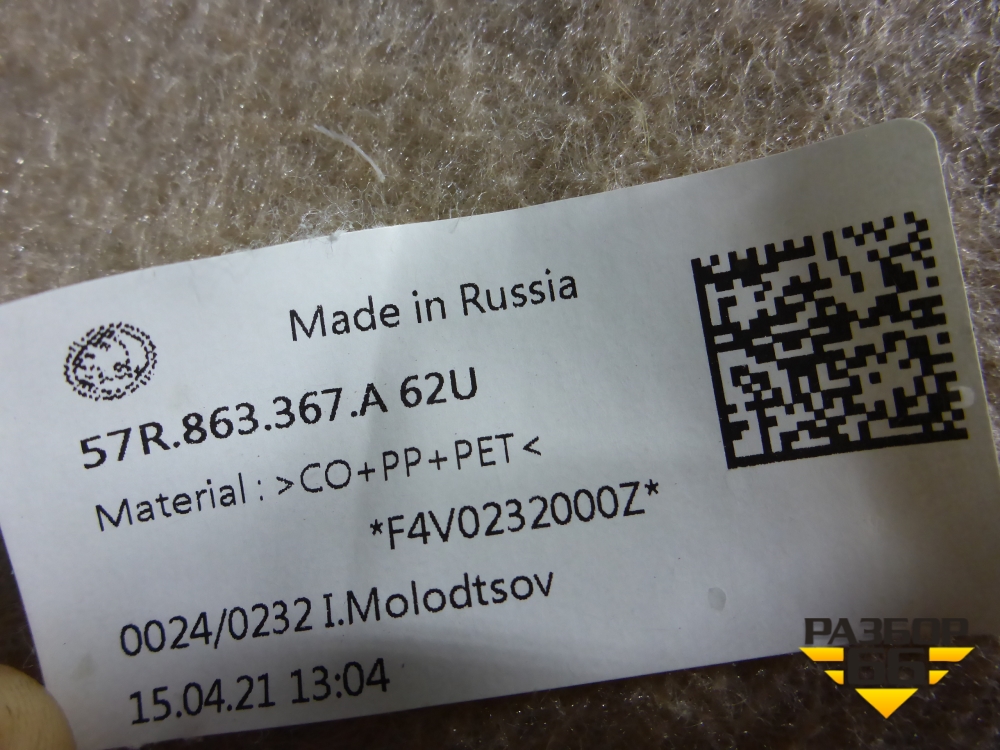 Made in Russia
57R.863.367.A 62U
Material : >CO+PP+PET<
*F4V0232000Z*
0024/0232 I.Molodtsov
15.04.21 13:04
РАЗБОР
66